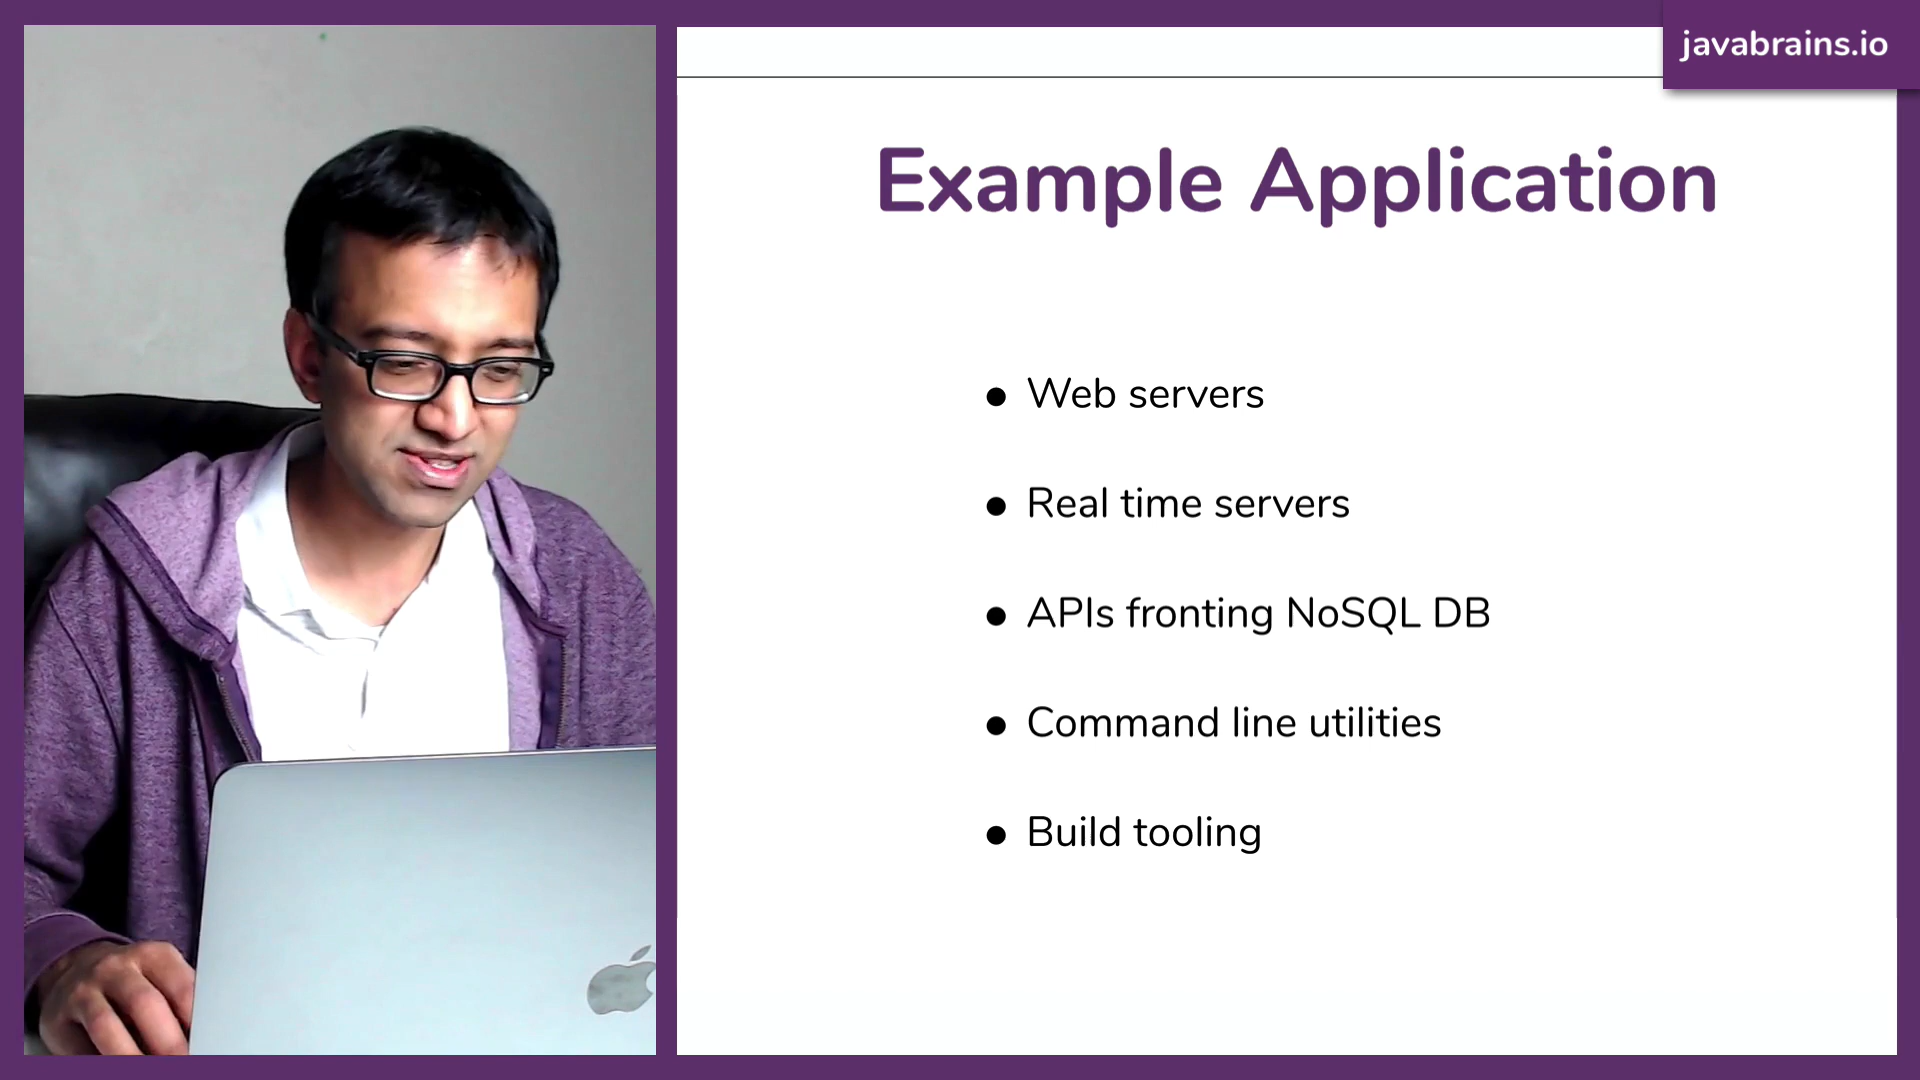 javabrains.io
Example Application
● Web servers
● Real time servers
● APIs fronting NoSQL DB
● Command line utilities
● Build tooling